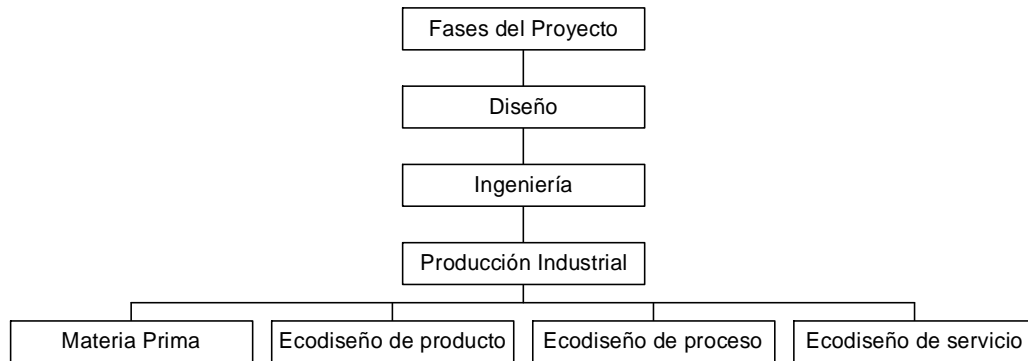 Fases del Proyecto
Diseño
Ingeniería
Producción Industrial
Materia Prima
Ecodiseño de producto
Ecodiseño de proceso
Ecodiseño de servicio